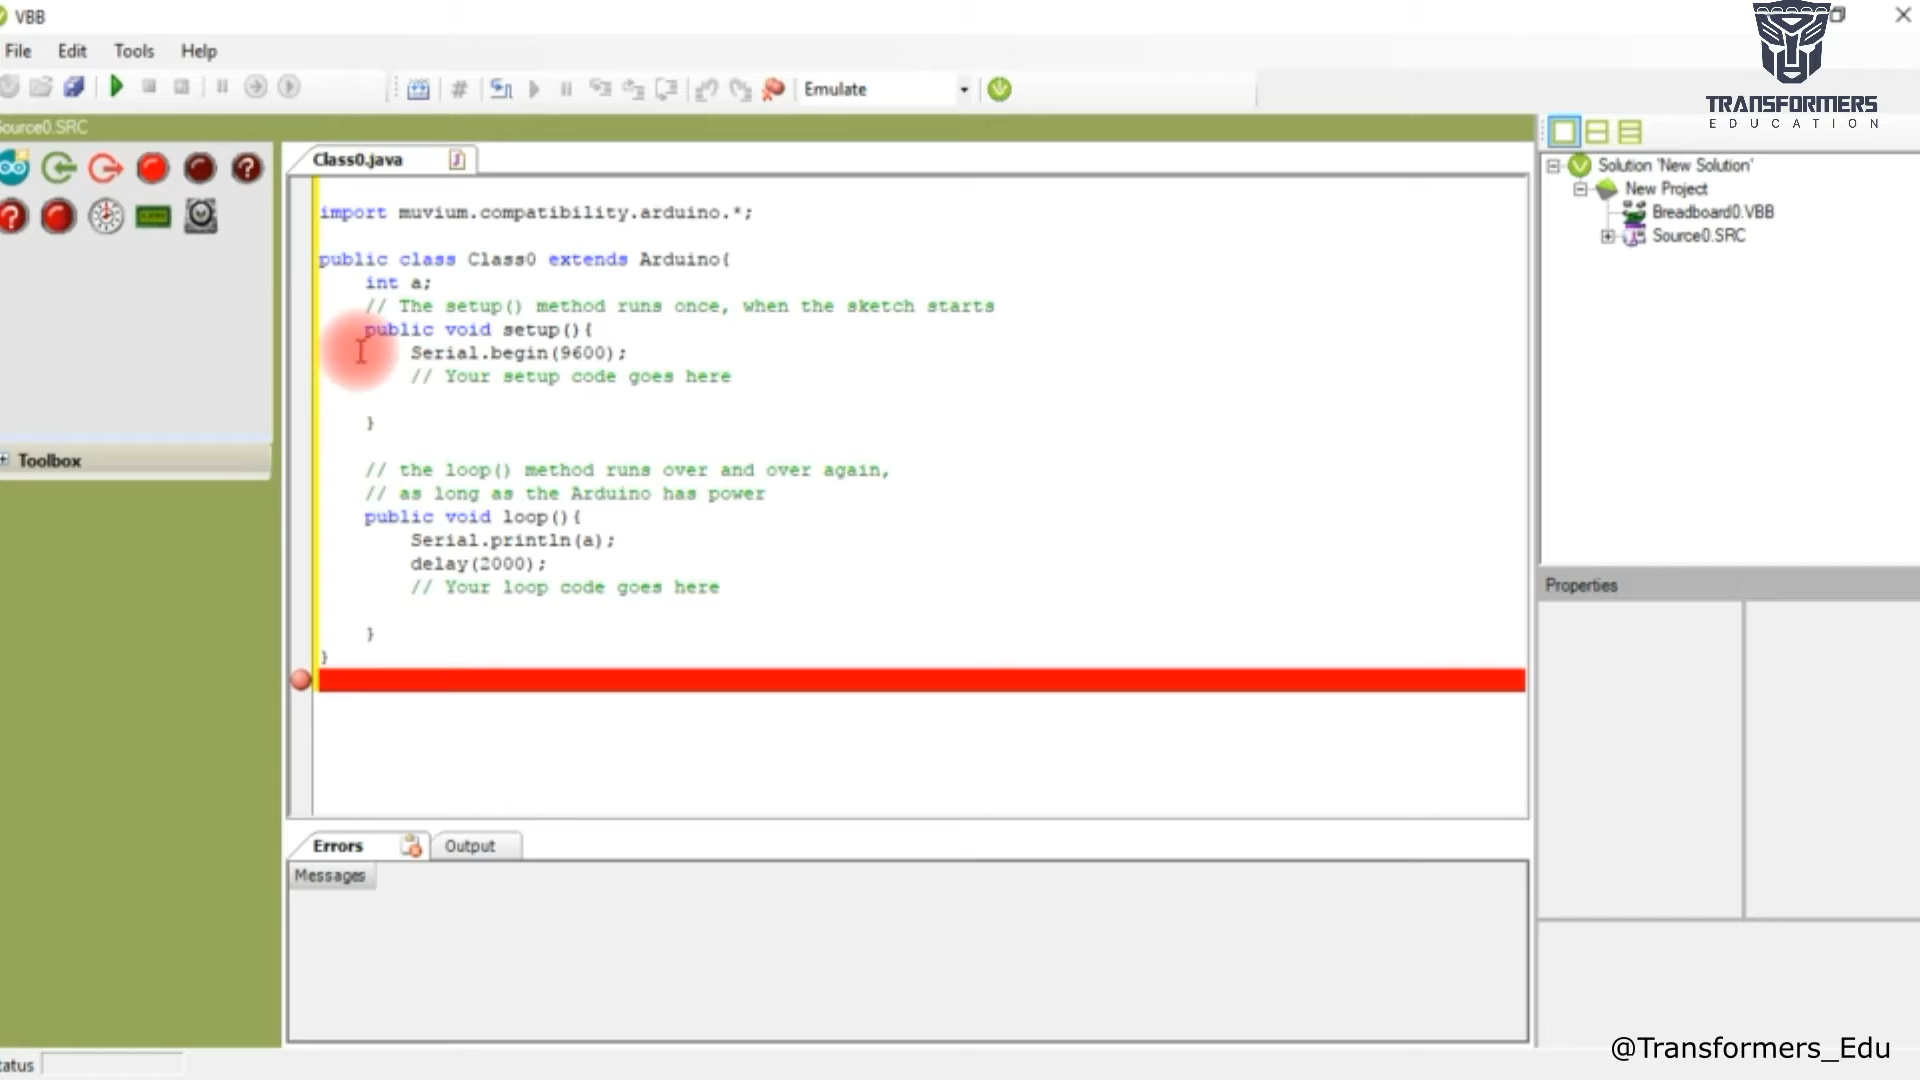 VBB
File Edit Tools Help
Emulate
TRANSFORMERS
EDUCATION
Source0.SRC
Class0.java
import muvium.compatibility.arduino.*;
public class Class0 extends Arduino{
int a;
// The setup() method runs once, when the sketch starts
public void setup(){
Serial.begin(9600);
// Your setup code goes here
}
// the loop() method runs over and over again,
// as long as the Arduino has power
public void loop(){
Serial.println(a);
delay(2000);
// Your loop code goes here
}
}
Toolbox
Solution 'New Solution'
New Project
Breadboard0.VBB
Source0.SRC
Properties
Errors Output
Messages
tatus
@Transformers_Edu